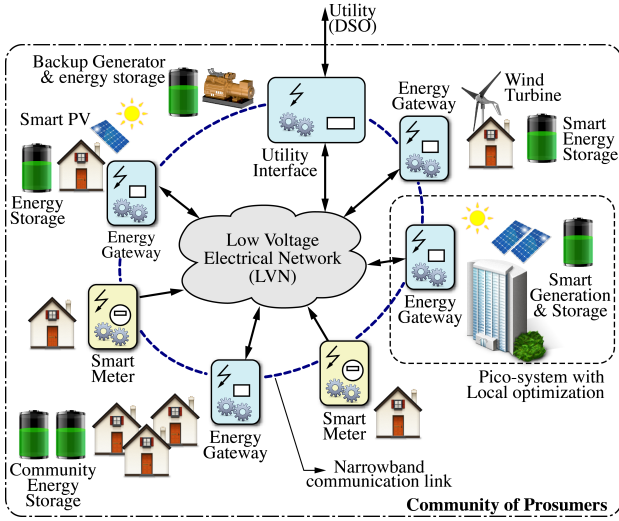 Utility
(DSO)
Backup Generator
& energy storage
Energy
Gateway
Wind
Turbine
Smart PV
Smart
Energy
Storage
Utility
Interface
Energy
Storage
Energy
Gateway
Low Voltage
Electrical Network
(LVN)
Energy
Gateway
Smart
Generation
& Storage
Smart
Meter
Pico-system with
Local optimization
Energy
Gateway
Smart
Meter
Community
Energy
Storage
Narrowband
communication link
Community of Prosumers